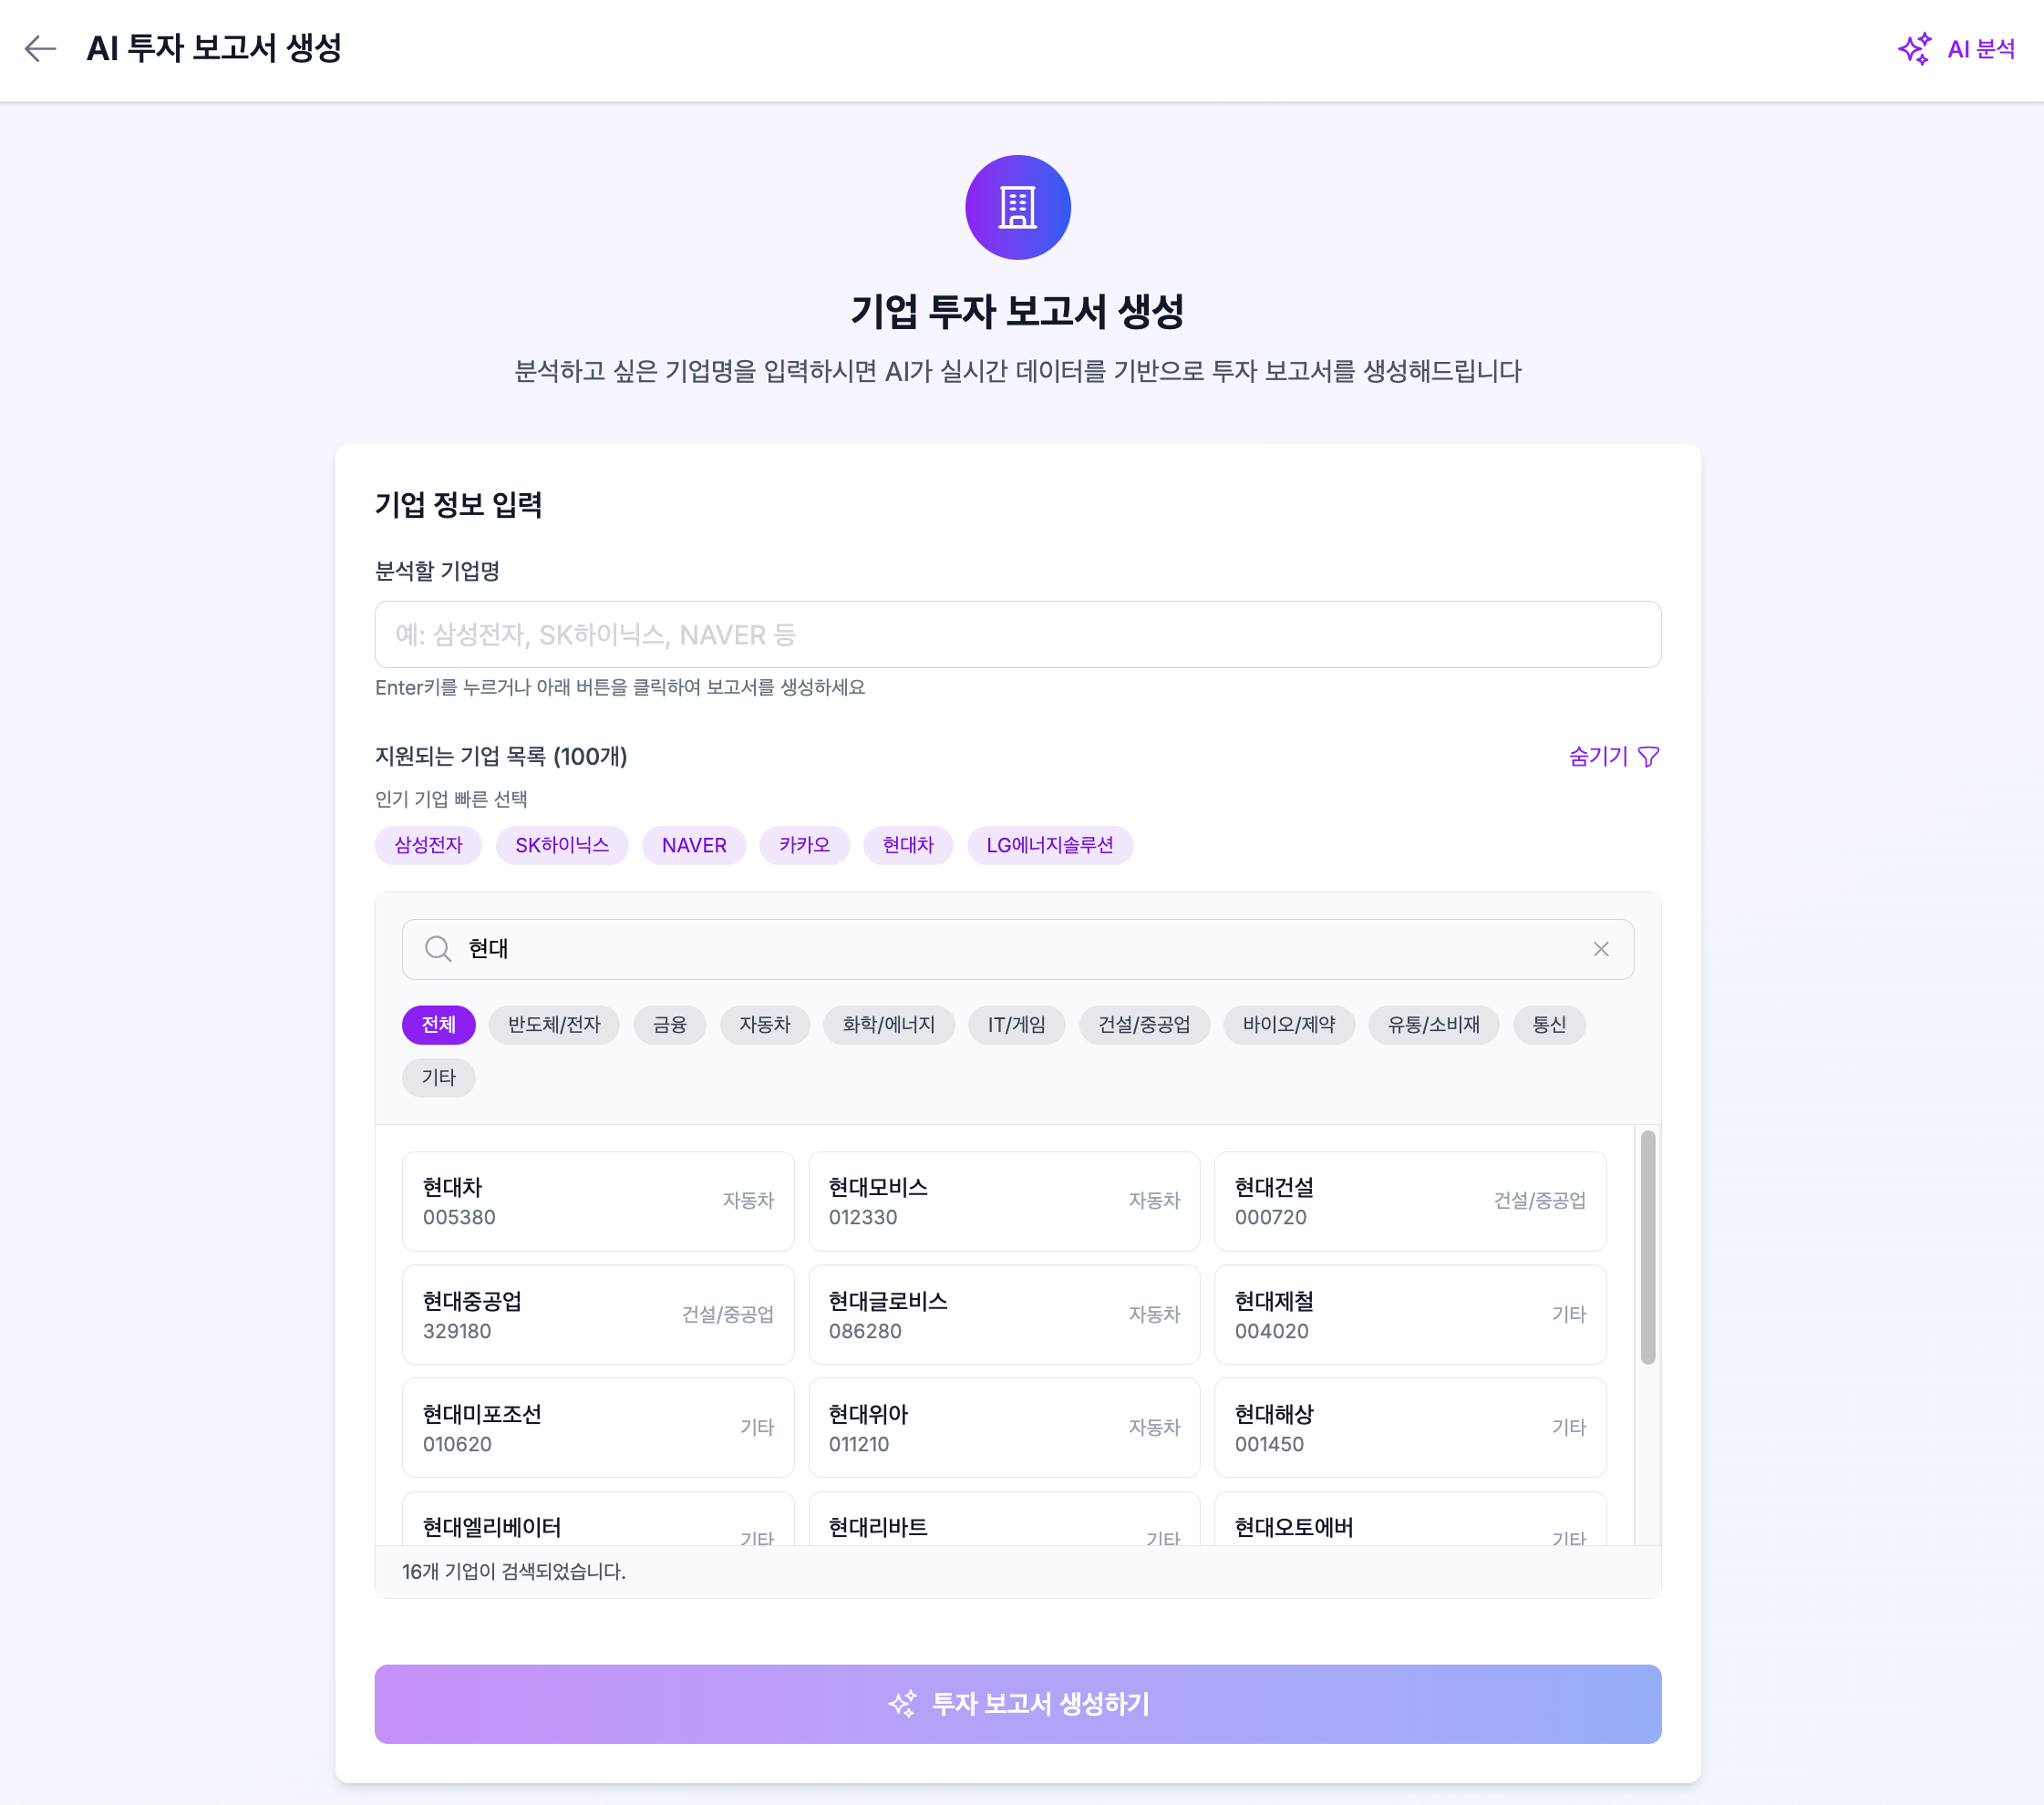 AI 투자 보고서 생성
AI 분석
기업 투자 보고서 생성
분석하고 싶은 기업명을 입력하시면 AI가 실시간 데이터를 기반으로 투자 보고서를 생성해드립니다
기업 정보 입력
분석할 기업명
예: 삼성전자, SK하이닉스, NAVER 등
Enter키를 누르거나 아래 버튼을 클릭하여 보고서를 생성하세요
지원되는 기업 목록 (100개)
숨기기
인기 기업 빠른 선택
삼성전자 SK하이닉스 NAVER 카카오 현대차 LG에너지솔루션
현대
전체 반도체/전자 금융 자동차 화학/에너지 IT/게임 건설/중공업 바이오/제약 유통/소비재 통신
기타
현대차
005380
자동차
현대모비스
012330
자동차
현대건설
000720
건설/중공업
현대중공업
329180
건설/중공업
현대글로비스
086280
자동차
현대제철
004020
기타
현대미포조선
010620
기타
현대위아
011210
자동차
현대해상
001450
기타
현대엘리베이터
기타
현대리바트
기타
현대오토에버
기타
16개 기업이 검색되었습니다.
투자 보고서 생성하기